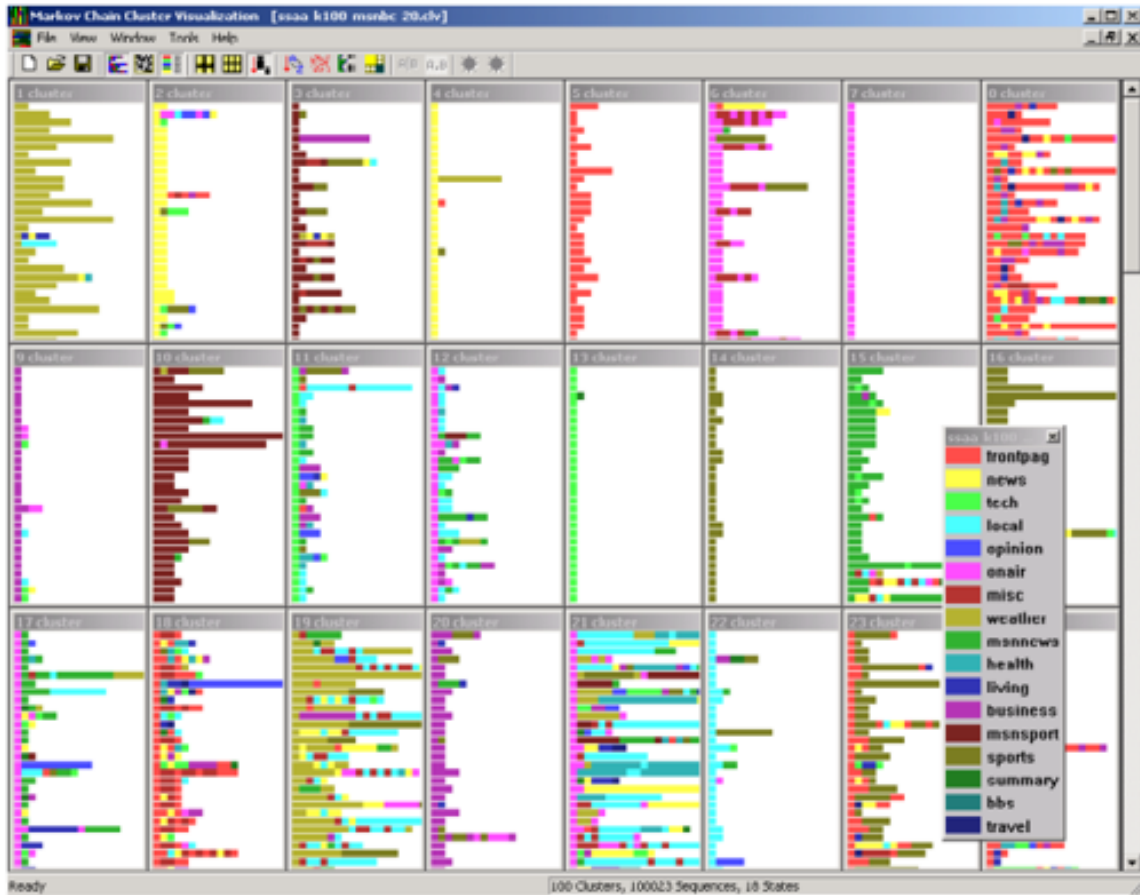 Markov Chain Cluster Visualization [ssaa k100 msnbc 20.clv]
File View Window Tools Help
1 cluster
2 cluster
3 cluster
4 cluster
5 cluster
6 cluster
7 cluster
8 cluster
9 cluster
10 cluster
11 cluster
12 cluster
13 cluster
14 cluster
15 cluster
16 cluster
ssaa k100
frontpag
news
tech
local
opinion
onair
misc
weather
msnnews
health
living
business
msnsport
sports
summary
bbs
travel
17 cluster
18 cluster
19 cluster
20 cluster
21 cluster
22 cluster
23 cluster
Ready
100 Clusters, 100023 Sequences, 18 States